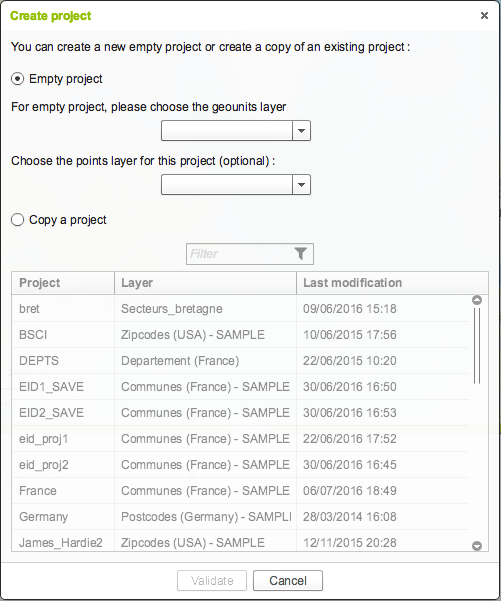 Create project
You can create a new empty project or create a copy of an existing project :
Empty project
For empty project, please choose the geounits layer
Choose the points layer for this project (optional) :
Copy a project
Filter
Project Layer Last modification
bret Secteurs_bretagne 09/06/2016 15:18
BSCI Zipcodes (USA) - SAMPLE 10/06/2015 17:56
DEPTS Departement (France) 22/06/2015 10:20
EID1_SAVE Communes (France) - SAMPLE 30/06/2016 16:50
EID2_SAVE Communes (France) - SAMPLE 30/06/2016 16:53
eid_proj1 Communes (France) - SAMPLE 22/06/2016 17:52
eid_proj2 Communes (France) - SAMPLE 30/06/2016 16:45
France Communes (France) - SAMPLE 06/07/2016 18:49
Germany Postcodes (Germany) - SAMPL 28/03/2014 16:08
James_Hardie2 Zipcodes (USA) - SAMPLE 12/11/2015 20:28
Validate Cancel